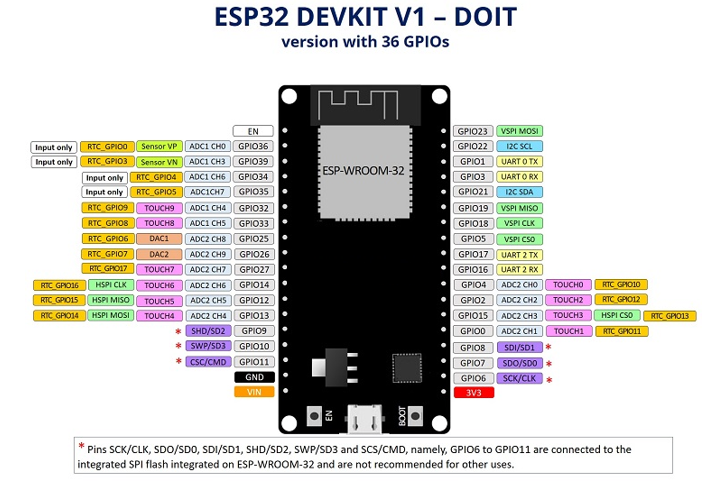 ESP32 DEVKIT V1 – DOIT
version with 36 GPIOs
EN
Input only RTC_GPIO0 Sensor VP ADC1 CH0 GPIO36
Input only RTC_GPIO3 Sensor VN ADC1 CH3 GPIO39
Input only RTC_GPIO4 ADC1 CH6 GPIO34
Input only RTC_GPIO5 ADC1CH7 GPIO35
RTC_GPIO9 TOUCH9 ADC1 CH4 GPIO32
RTC_GPIO8 TOUCH8 ADC1 CH5 GPIO33
RTC_GPIO6 DAC1 ADC2 CH8 GPIO25
RTC_GPIO7 DAC2 ADC2 CH9 GPIO26
RTC_GPIO17 TOUCH7 ADC2 CH7 GPIO27
RTC_GPIO16 HSPI CLK TOUCH6 ADC2 CH6 GPIO14
RTC_GPIO15 HSPI MISO TOUCH5 ADC2 CH5 GPIO12
RTC_GPIO14 HSPI MOSI TOUCH4 ADC2 CH4 GPIO13
* SHD/SD2 GPIO9
* SWP/SD3 GPIO10
* CSC/CMD GPIO11
GND
VIN
ESP-WROOM-32
EN
BOOT
GPIO23 VSPI MOSI
GPIO22 I2C SCL
GPIO1 UART 0 TX
GPIO3 UART 0 RX
GPIO21 I2C SDA
GPIO19 VSPI MISO
GPIO18 VSPI CLK
GPIO5 VSPI CS0
GPIO17 UART 2 TX
GPIO16 UART 2 RX
GPIO4 ADC2 CH0 TOUCH0 RTC_GPIO10
GPIO2 ADC2 CH2 TOUCH2 RTC_GPIO12
GPIO15 ADC2 CH3 TOUCH3 HSPI CS0 RTC_GPIO13
GPIO0 ADC2 CH1 TOUCH1 RTC_GPIO11
GPIO8 SDI/SD1 *
GPIO7 SDO/SD0 *
GPIO6 SCK/CLK *
3V3
* Pins SCK/CLK, SDO/SD0, SDI/SD1, SHD/SD2, SWP/SD3 and SCS/CMD, namely, GPIO6 to GPIO11 are connected to the
integrated SPI flash integrated on ESP-WROOM-32 and are not recommended for other uses.